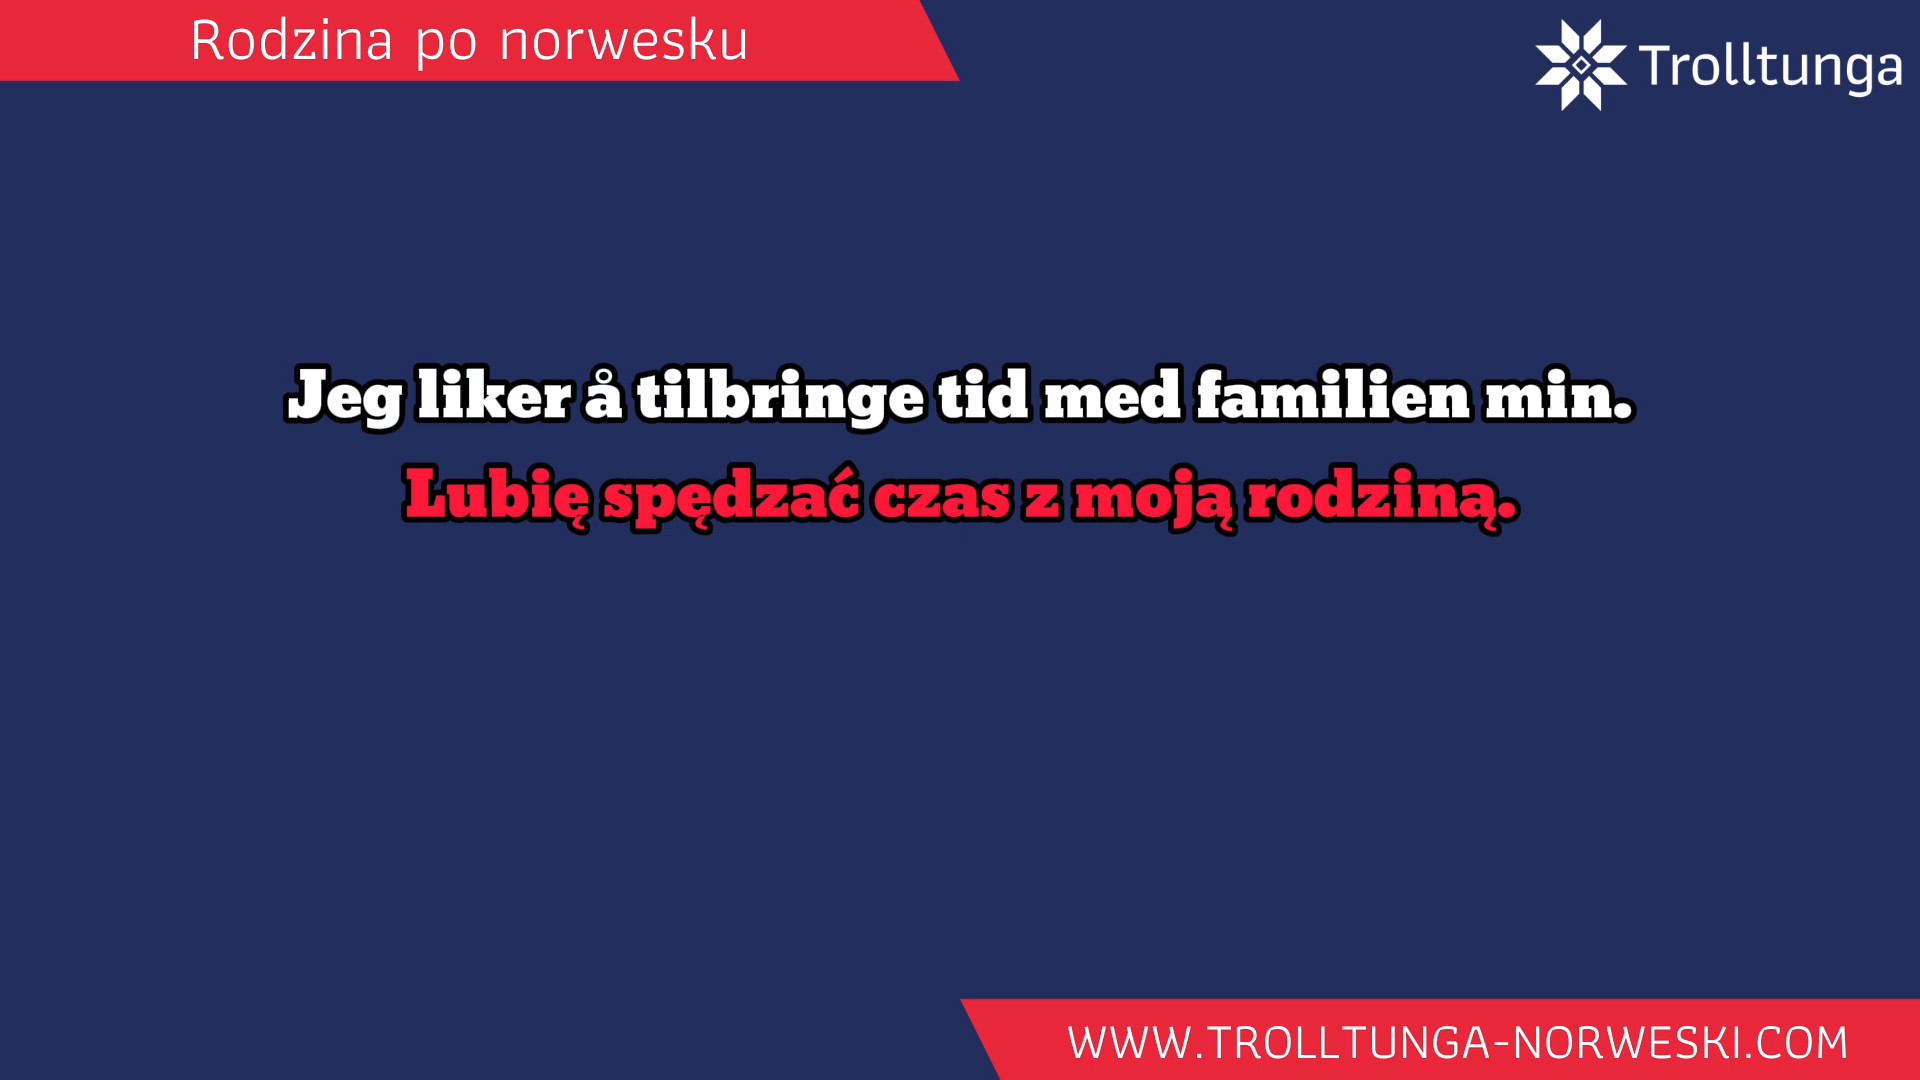 Rodzina po norwesku
Trolltunga
Jeg liker å tilbringe tid med familien min.
Lubię spędzać czas z moją rodziną.
WWW.TROLLTUNGA-NORWESKI.COM